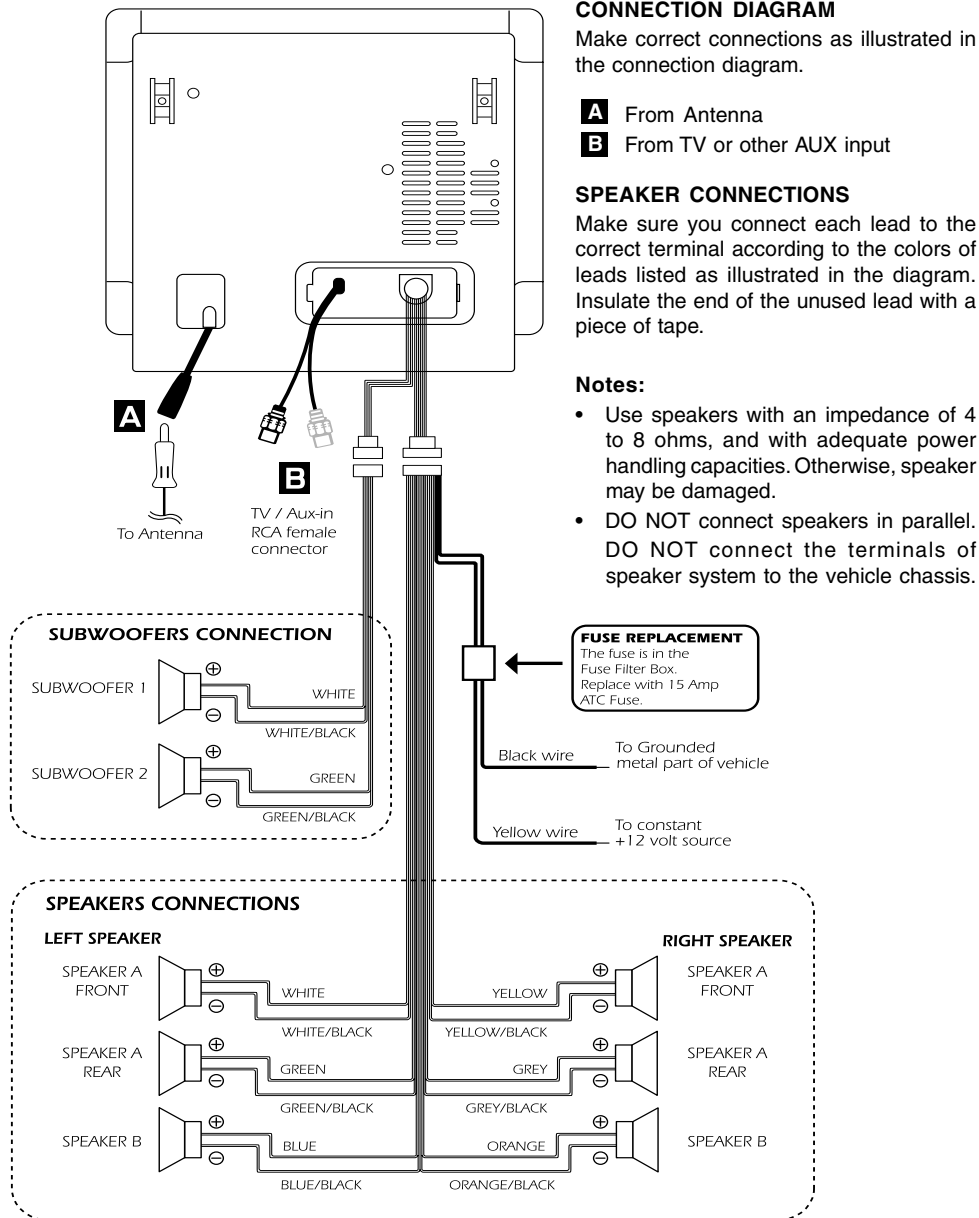 CONNECTION DIAGRAM
Make correct connections as illustrated in
the connection diagram.
A From Antenna
B From TV or other AUX input
SPEAKER CONNECTIONS
Make sure you connect each lead to the
correct terminal according to the colors of
leads listed as illustrated in the diagram.
Insulate the end of the unused lead with a
piece of tape.
Notes:
• Use speakers with an impedance of 4
to 8 ohms, and with adequate power
handling capacities. Otherwise, speaker
may be damaged.
• DO NOT connect speakers in parallel.
DO NOT connect the terminals of
speaker system to the vehicle chassis.
A
To Antenna
B
TV / Aux-in
RCA female
connector
SUBWOOFERS CONNECTION
SUBWOOFER 1
+
WHITE
-
WHITE/BLACK
SUBWOOFER 2
+
GREEN
-
GREEN/BLACK
FUSE REPLACEMENT
The fuse is in the
Fuse Filter Box.
Replace with 15 Amp
ATC Fuse.
Black wire
To Grounded
metal part of vehicle
Yellow wire
To constant
+12 volt source
SPEAKERS CONNECTIONS
LEFT SPEAKER
SPEAKER A
FRONT
+
WHITE
-
WHITE/BLACK
SPEAKER A
REAR
+
GREEN
-
GREEN/BLACK
SPEAKER B
+
BLUE
-
BLUE/BLACK
RIGHT SPEAKER
YELLOW
+
SPEAKER A
FRONT
-
YELLOW/BLACK
GREY
+
SPEAKER A
REAR
-
GREY/BLACK
ORANGE
+
SPEAKER B
-
ORANGE/BLACK